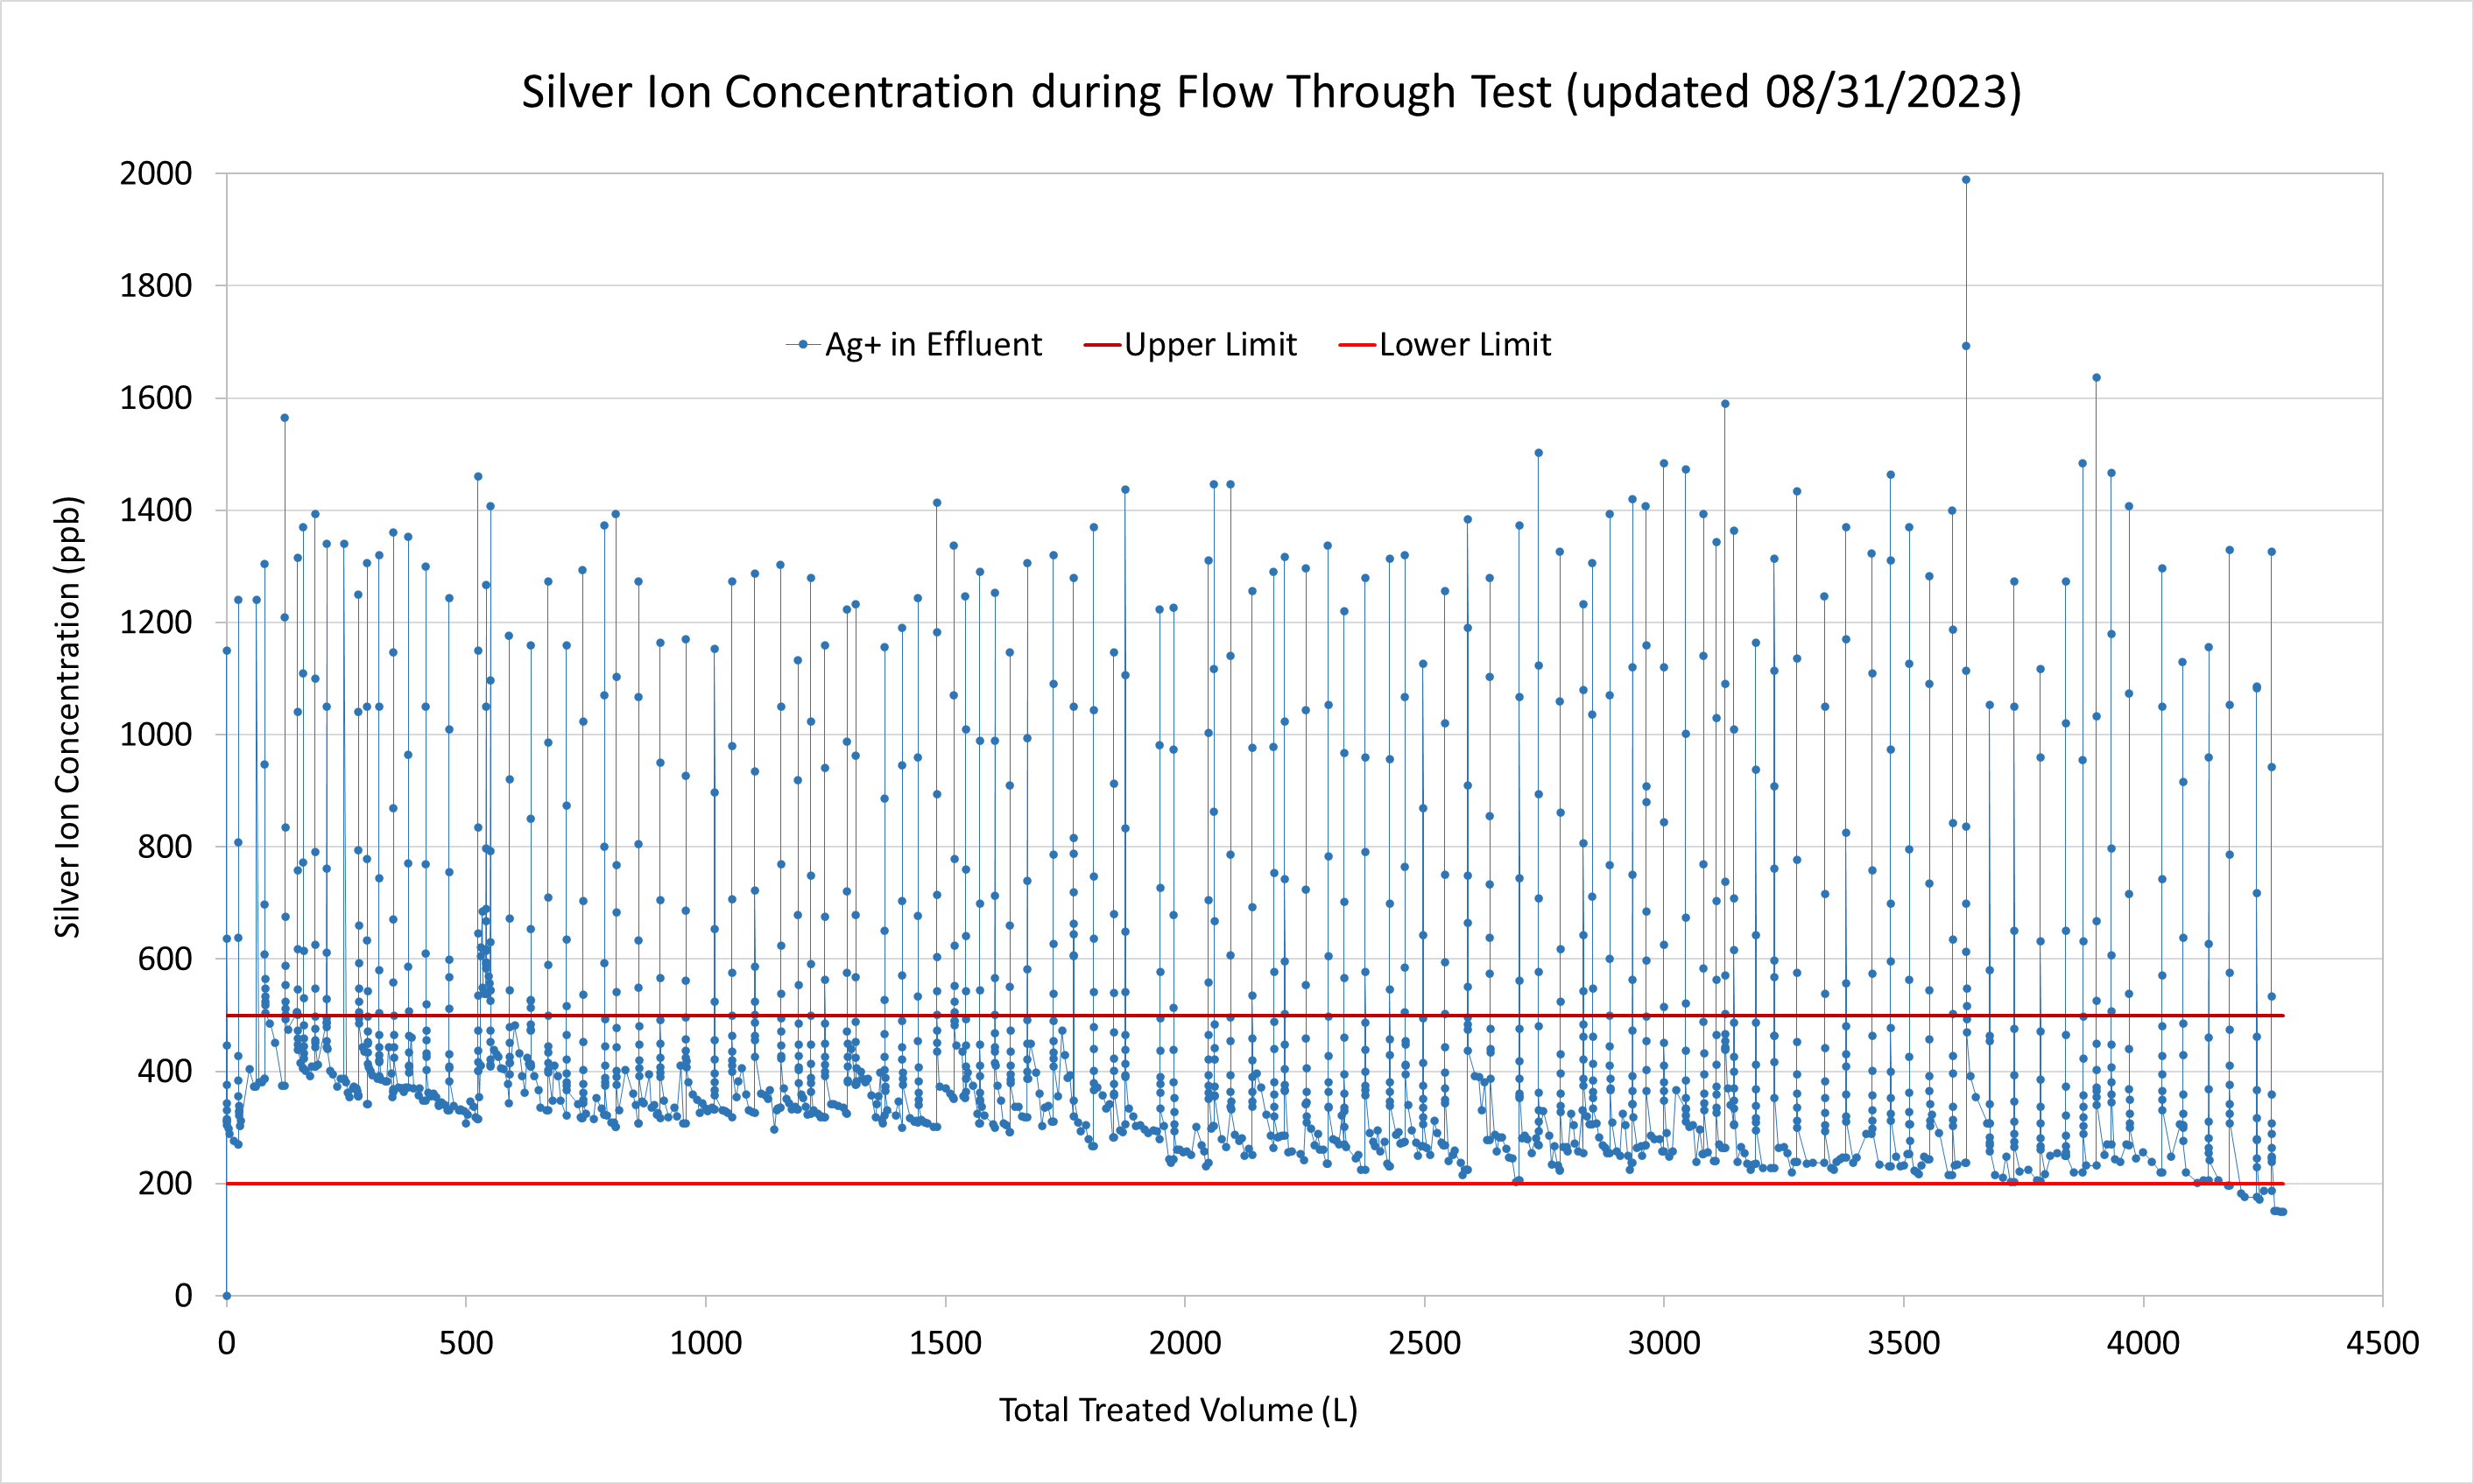 Silver Ion Concentration during Flow Through Test (updated 08/31/2023)
2000
1800
Ag+ in Effluent Upper Limit Lower Limit
1600
1400
1200
1000
800
600
400
200
0
Silver Ion Concentration (ppb)
0 500 1000 1500 2000 2500 3000 3500 4000 4500
Total Treated Volume (L)